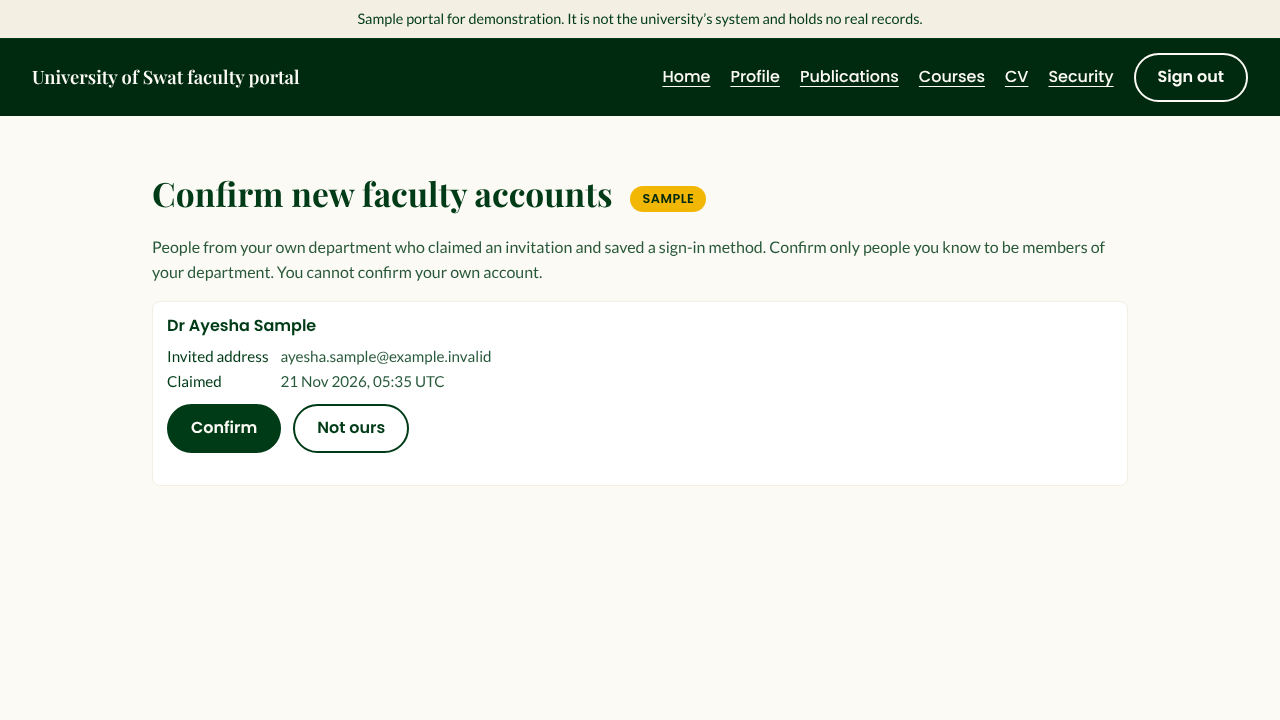 Sample portal for demonstration. It is not the university’s system and holds no real records.
University of Swat faculty portal
Home
Profile
Publications
Courses
CV
Security
Sign out
Confirm new faculty accounts
SAMPLE
People from your own department who claimed an invitation and saved a sign-in method. Confirm only people you know to be members of
your department. You cannot confirm your own account.
Dr Ayesha Sample
Invited address ayesha.sample@example.invalid
Claimed 21 Nov 2026, 05:35 UTC
Confirm
Not ours